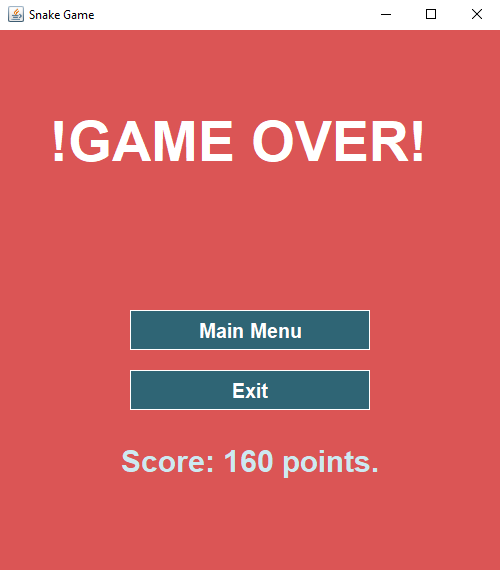 Snake Game
!GAME OVER!
Main Menu
Exit
Score: 160 points.